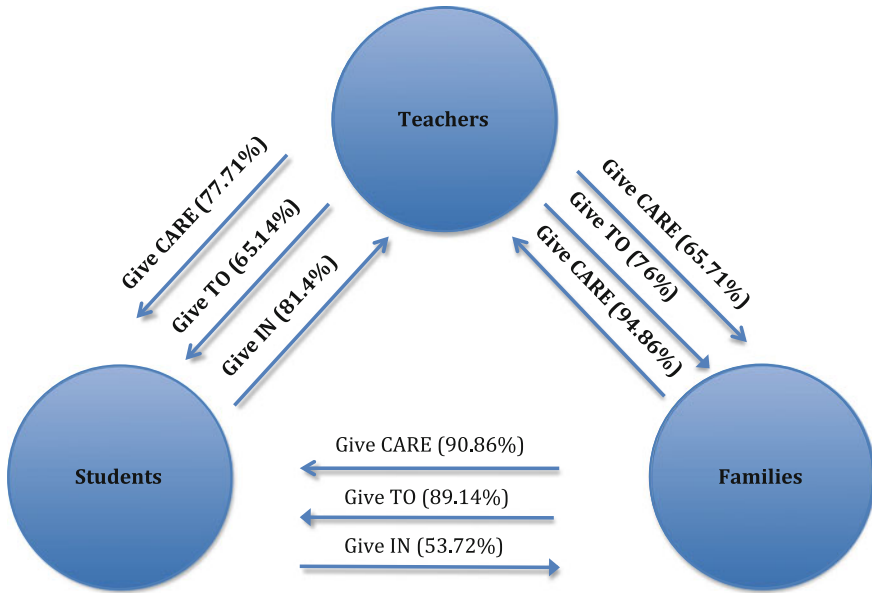 Teachers
Give CARE (77.71%)
Give TO (65.14%)
Give IN (81.4%)
Give CARE (65.71%)
Give TO (76%)
Give CARE (94.86%)
Students
Give CARE (90.86%)
Give TO (89.14%)
Give IN (53.72%)
Families